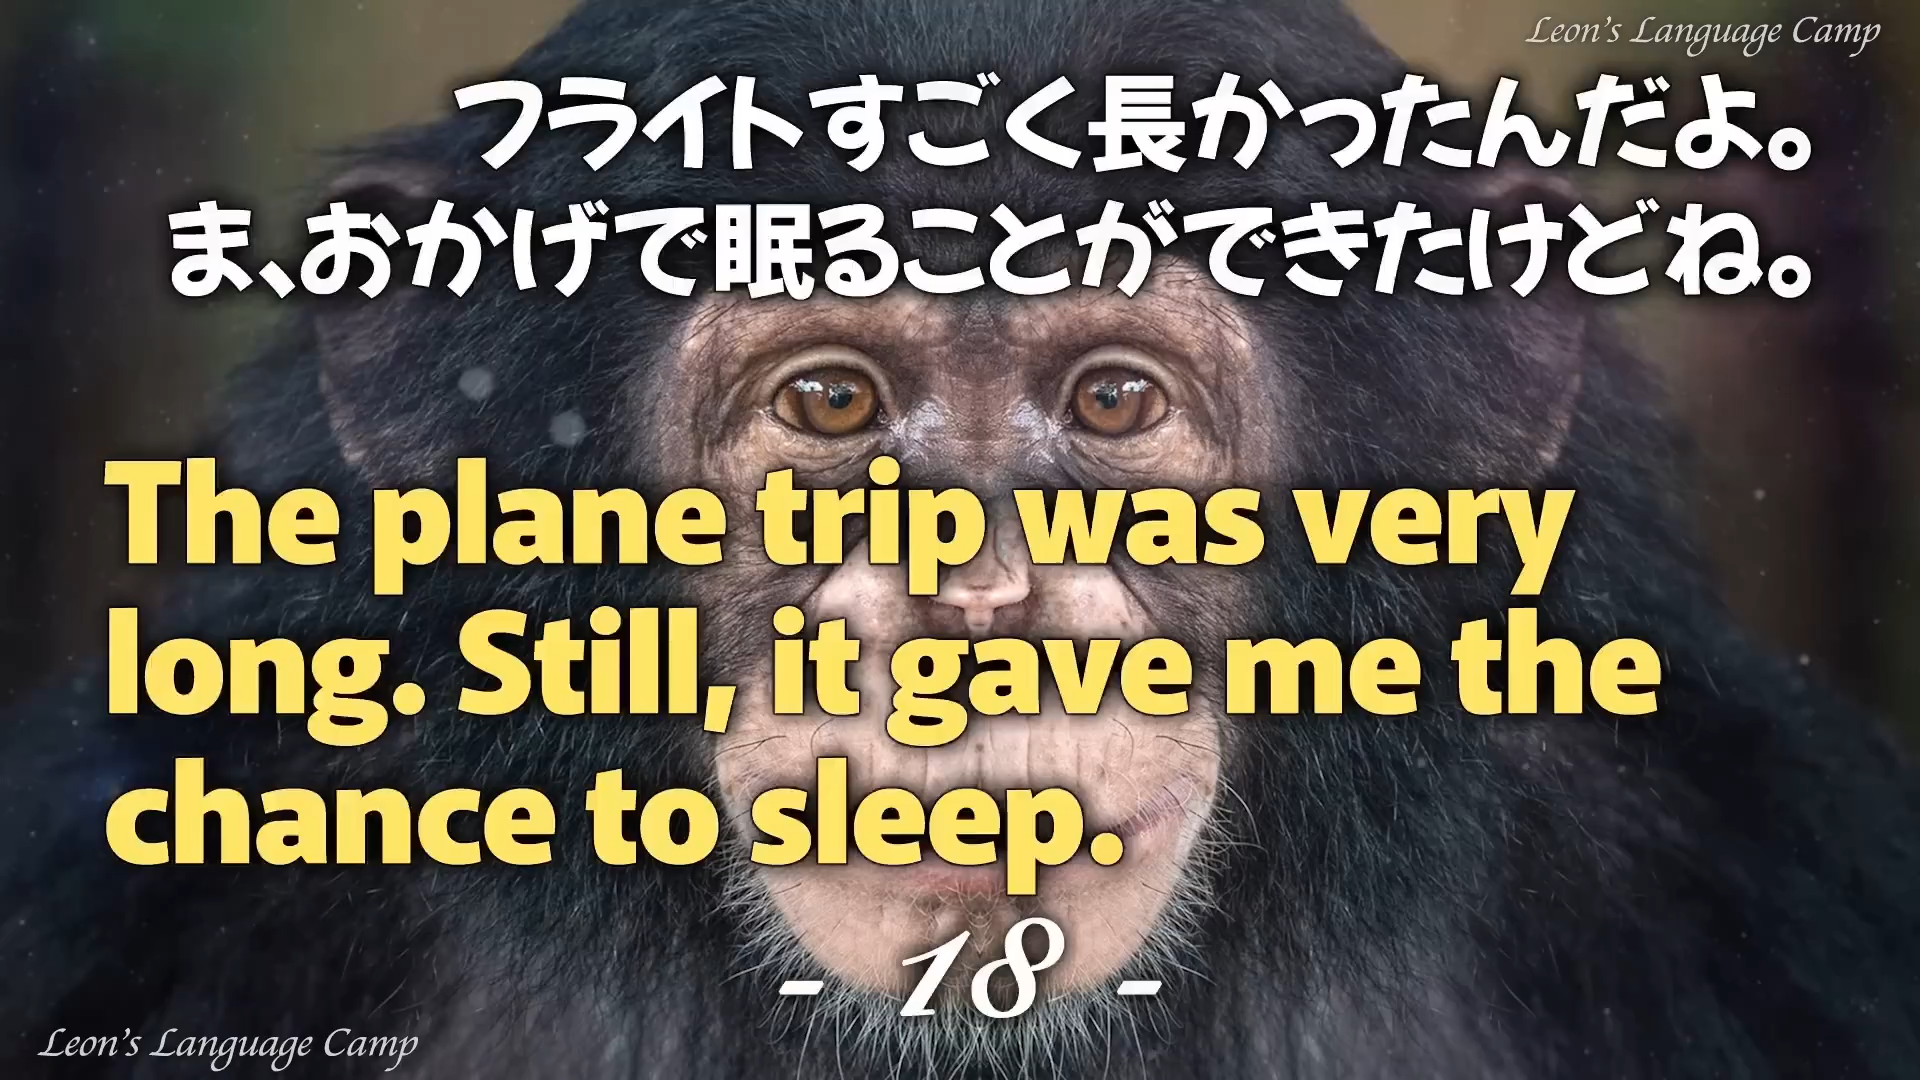 Leon's Language Camp
フライトすごく長かったんだよ。
ま、おかげで眠ることができたけどね。
The plane trip was very
long. Still, it gave me the
chance to sleep.
- 18 -
Leon's Language Camp